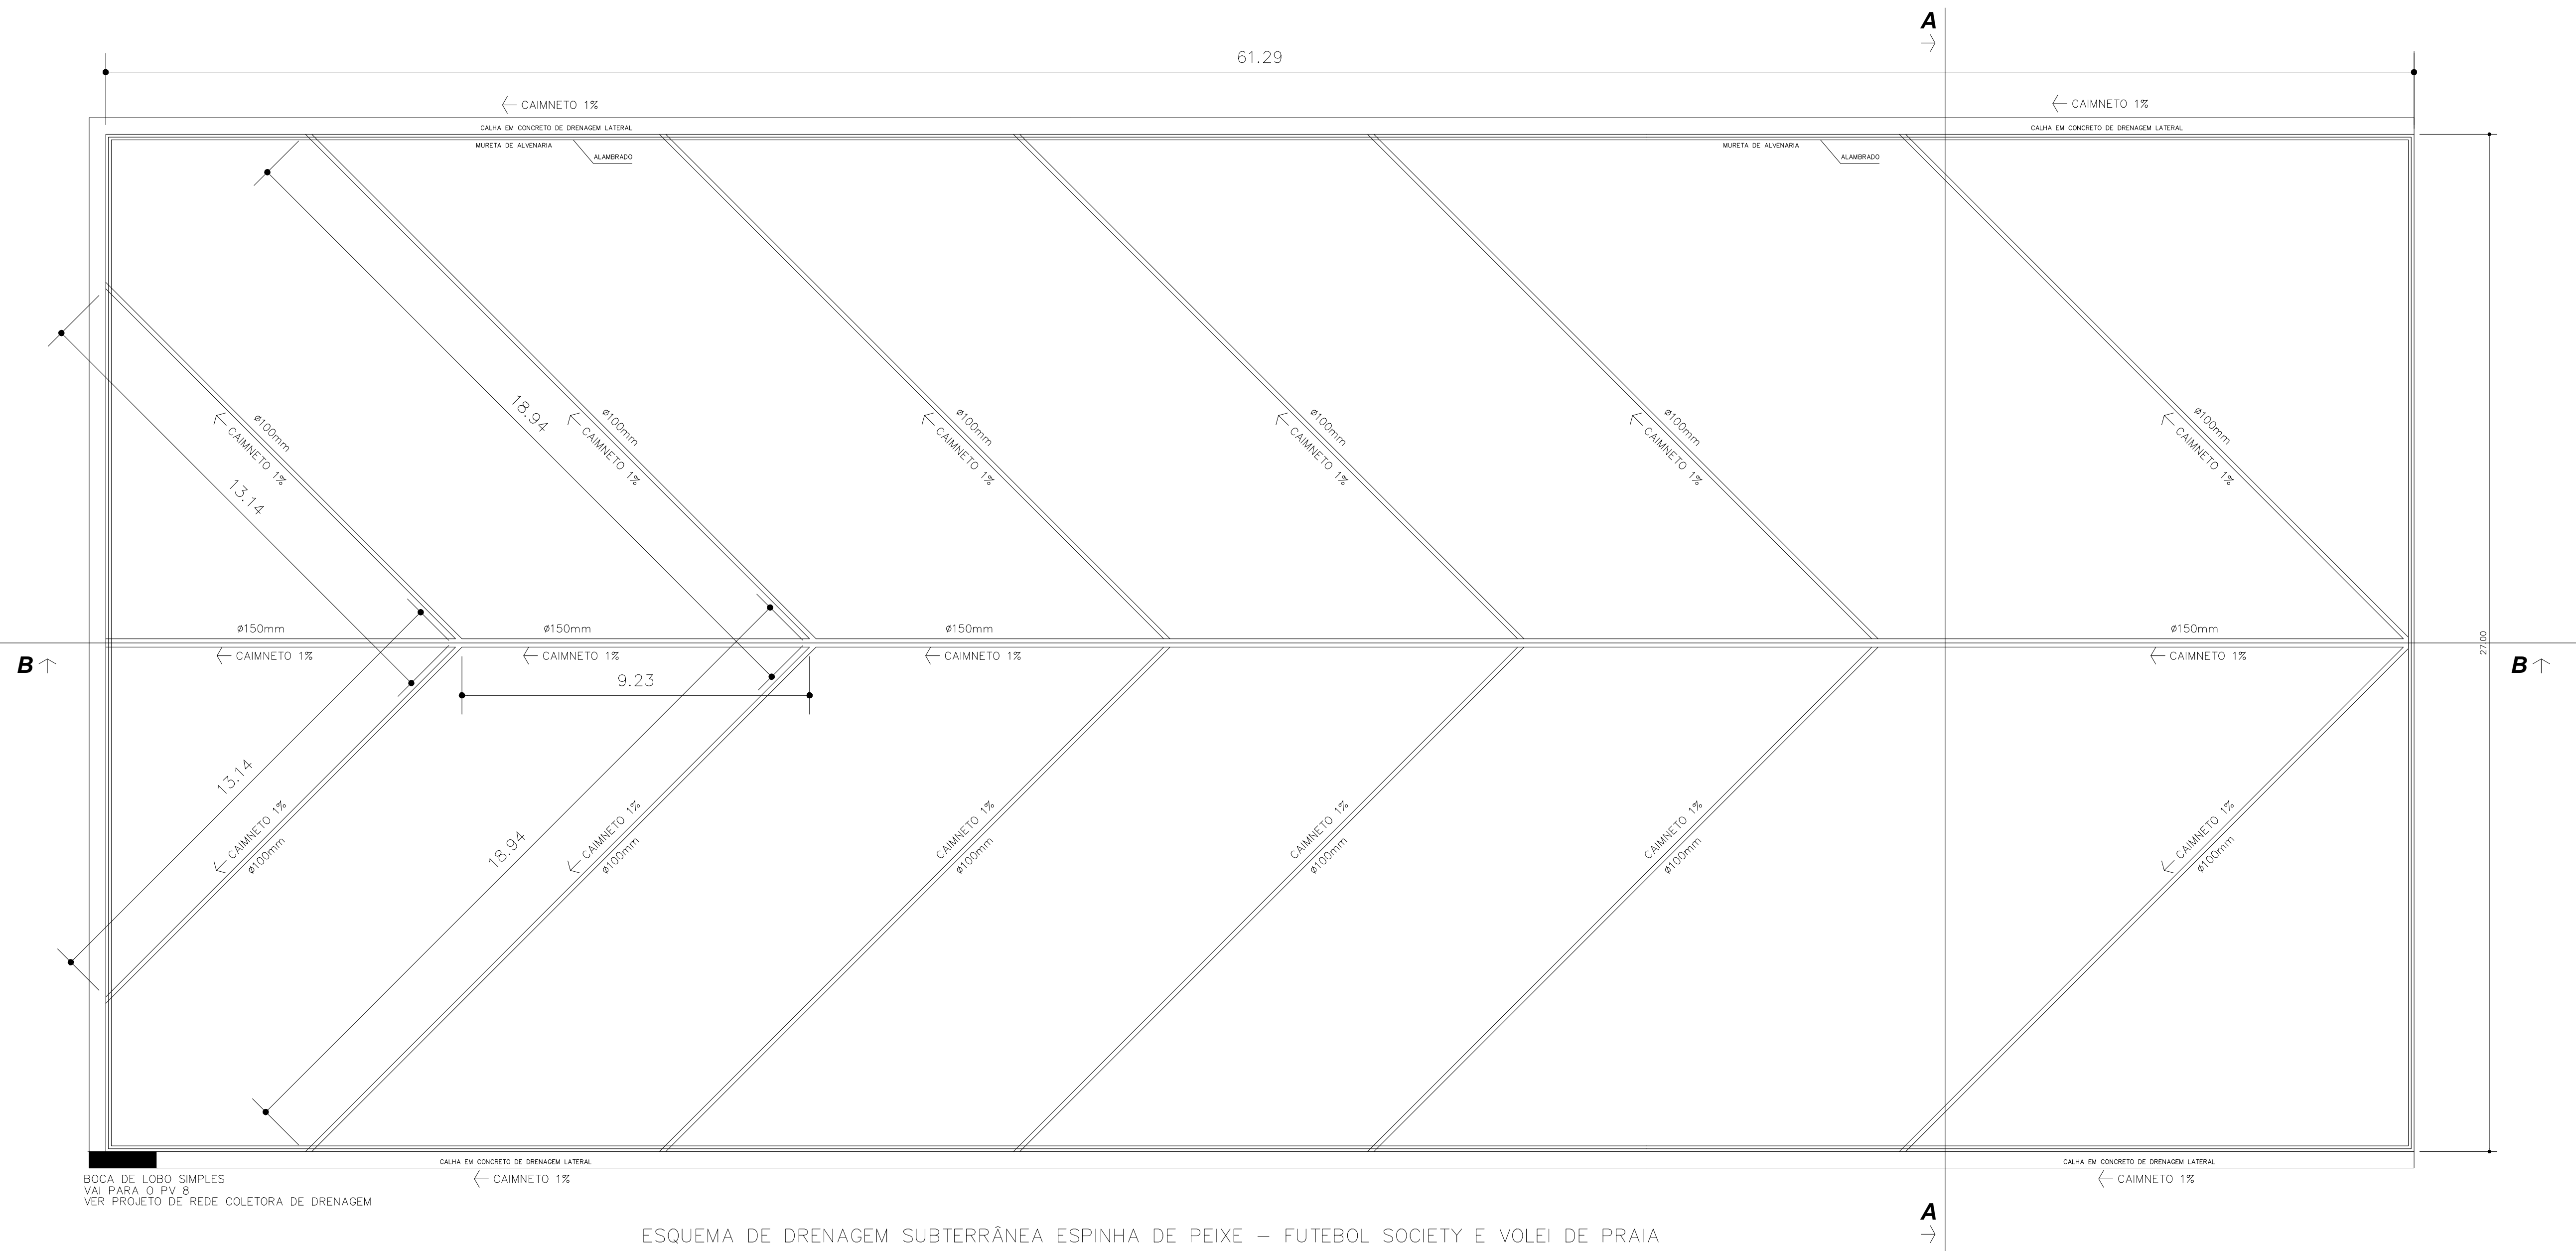 A
61.29
CAIMNETO 1%
CAIMNETO 1%
CALHA EM CONCRETO DE DRENAGEM LATERAL
CALHA EM CONCRETO DE DRENAGEM LATERAL
MURETA DE ALVENARIA
MURETA DE ALVENARIA
ALAMBRADO
ALAMBRADO
ø100mm
CAIMNETO 1%
13.14
18.94
ø100mm
CAIMNETO 1%
ø100mm
CAIMNETO 1%
ø100mm
CAIMNETO 1%
ø100mm
CAIMNETO 1%
ø100mm
CAIMNETO 1%
ø150mm
ø150mm
ø150mm
ø150mm
2700
B
CAIMNETO 1%
CAIMNETO 1%
CAIMNETO 1%
CAIMNETO 1%
B
9.23
13.14
CAIMNETO 1%
ø100mm
18.94
CAIMNETO 1%
ø100mm
CAIMNETO 1%
ø100mm
CAIMNETO 1%
ø100mm
CAIMNETO 1%
ø100mm
CAIMNETO 1%
ø100mm
CALHA EM CONCRETO DE DRENAGEM LATERAL
CALHA EM CONCRETO DE DRENAGEM LATERAL
CAIMNETO 1%
CAIMNETO 1%
BOCA DE LOBO SIMPLES
VAI PARA O PV 8
VER PROJETO DE REDE COLETORA DE DRENAGEM
A
ESQUEMA DE DRENAGEM SUBTERRÂNEA ESPINHA DE PEIXE – FUTEBOL SOCIETY E VOLEI DE PRAIA